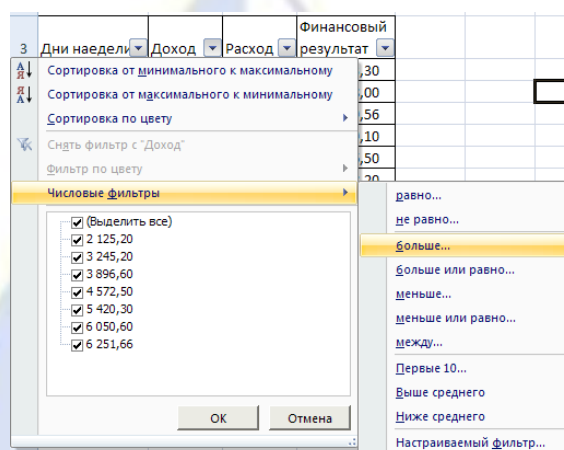 Финансовый
3 Дни наедели Доход Расход результат
Сортировка от минимального к максимальному ,30
Сортировка от максимального к минимальному ,00
Сортировка по цвету ,56
Снять фильтр с "Доход" ,10
Фильтр по цвету ,50
Числовые фильтры
равно...
(Выделить все)
не равно...
2 125,20
3 245,20
больше...
3 896,60
больше или равно...
4 572,50
меньше...
5 420,30
меньше или равно...
6 050,60
6 251,66
между...
Первые 10...
Выше среднего
ОК Отмена
Ниже среднего
Настраиваемый фильтр...